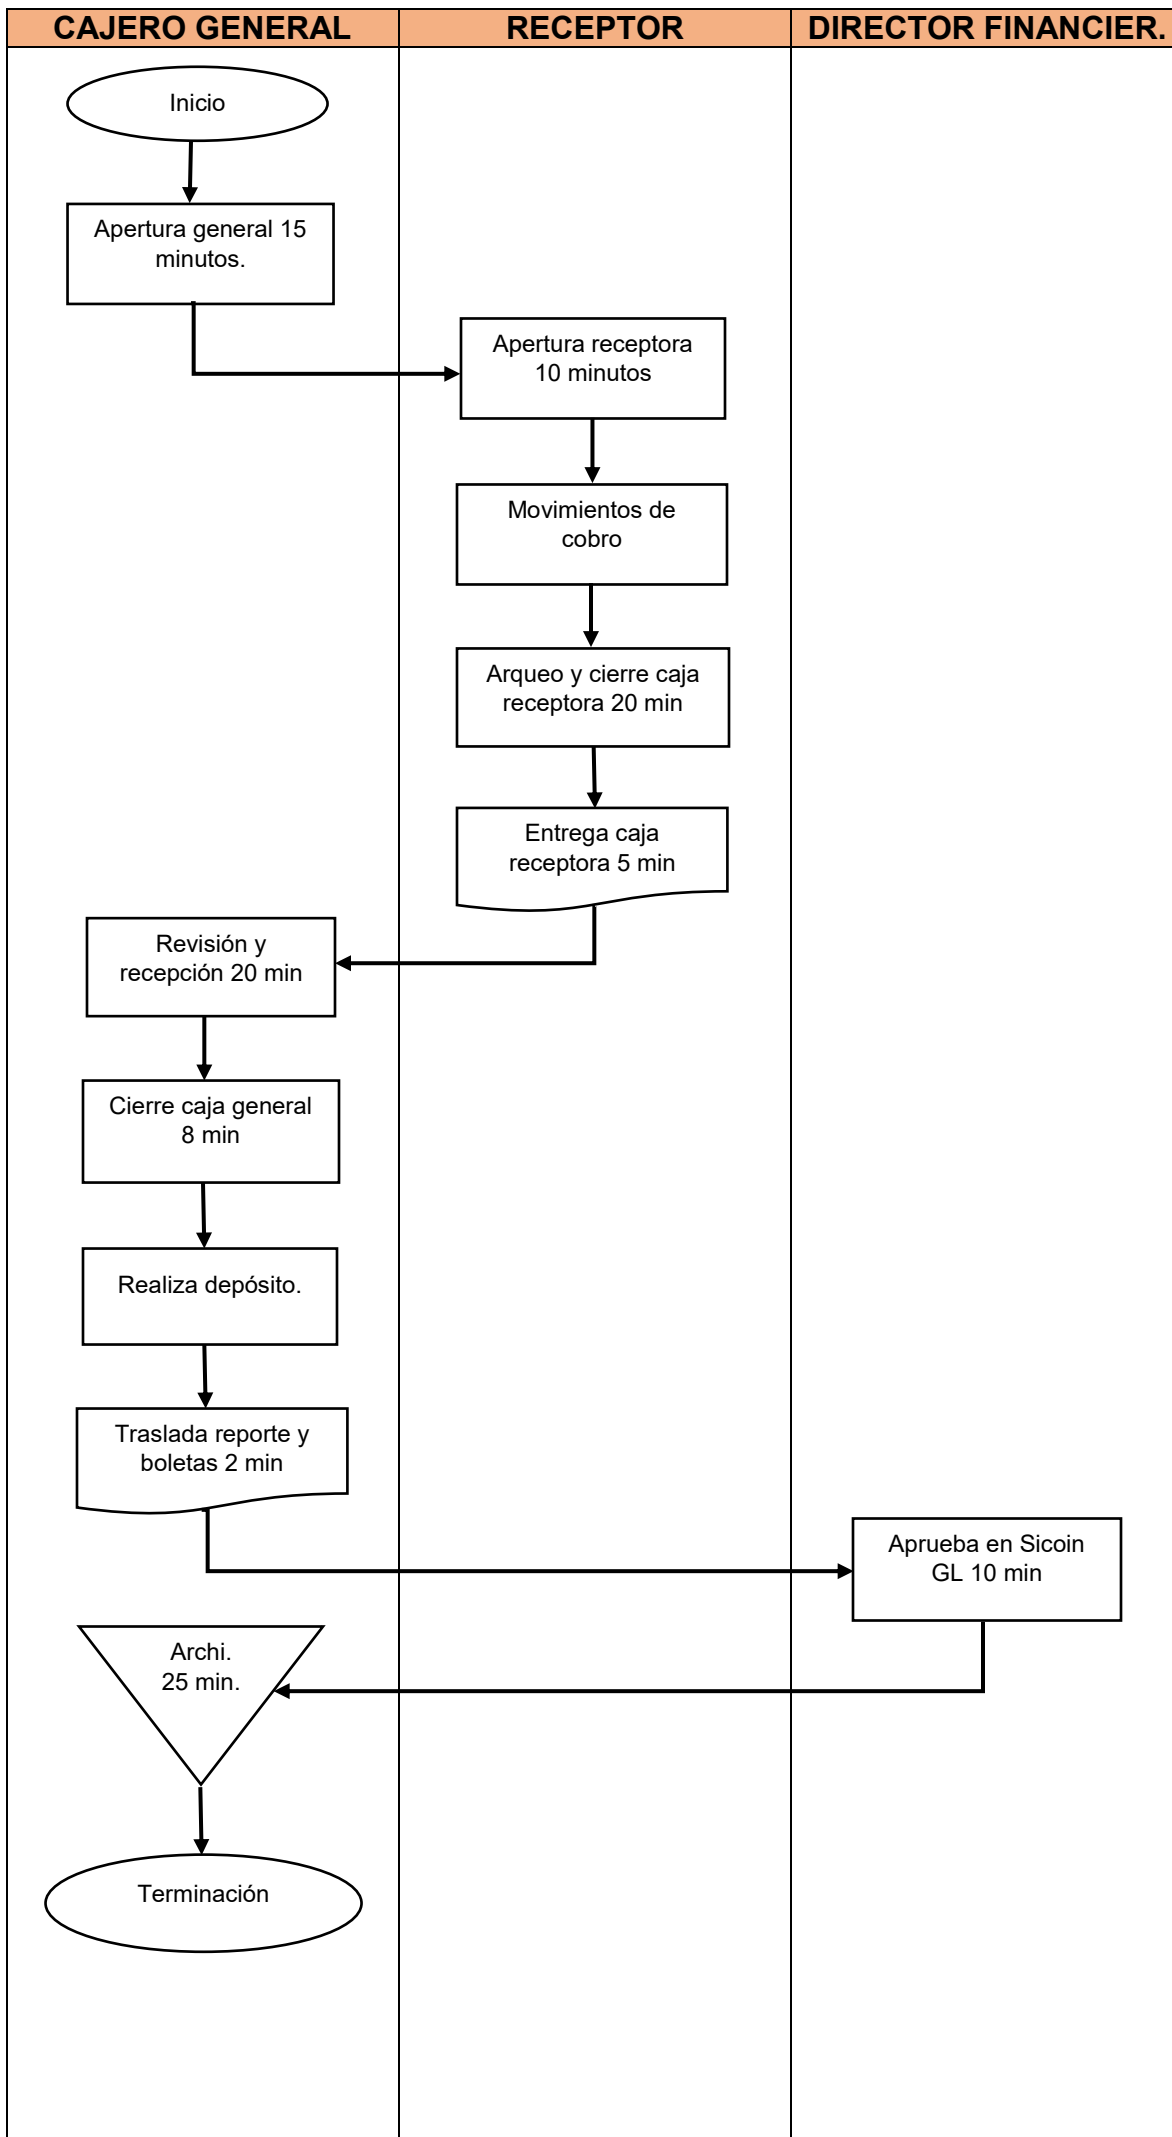 CAJERO GENERAL
RECEPTOR
DIRECTOR FINANCIER.
Inicio
Apertura general 15
minutos.
Apertura receptora
10 minutos
Movimientos de
cobro
Arqueo y cierre caja
receptora 20 min
Entrega caja
receptora 5 min
Revisión y
recepción 20 min
Cierre caja general
8 min
Realiza depósito.
Traslada reporte y
boletas 2 min
Aprueba en Sicoin
GL 10 min
Archi.
25 min.
Terminación